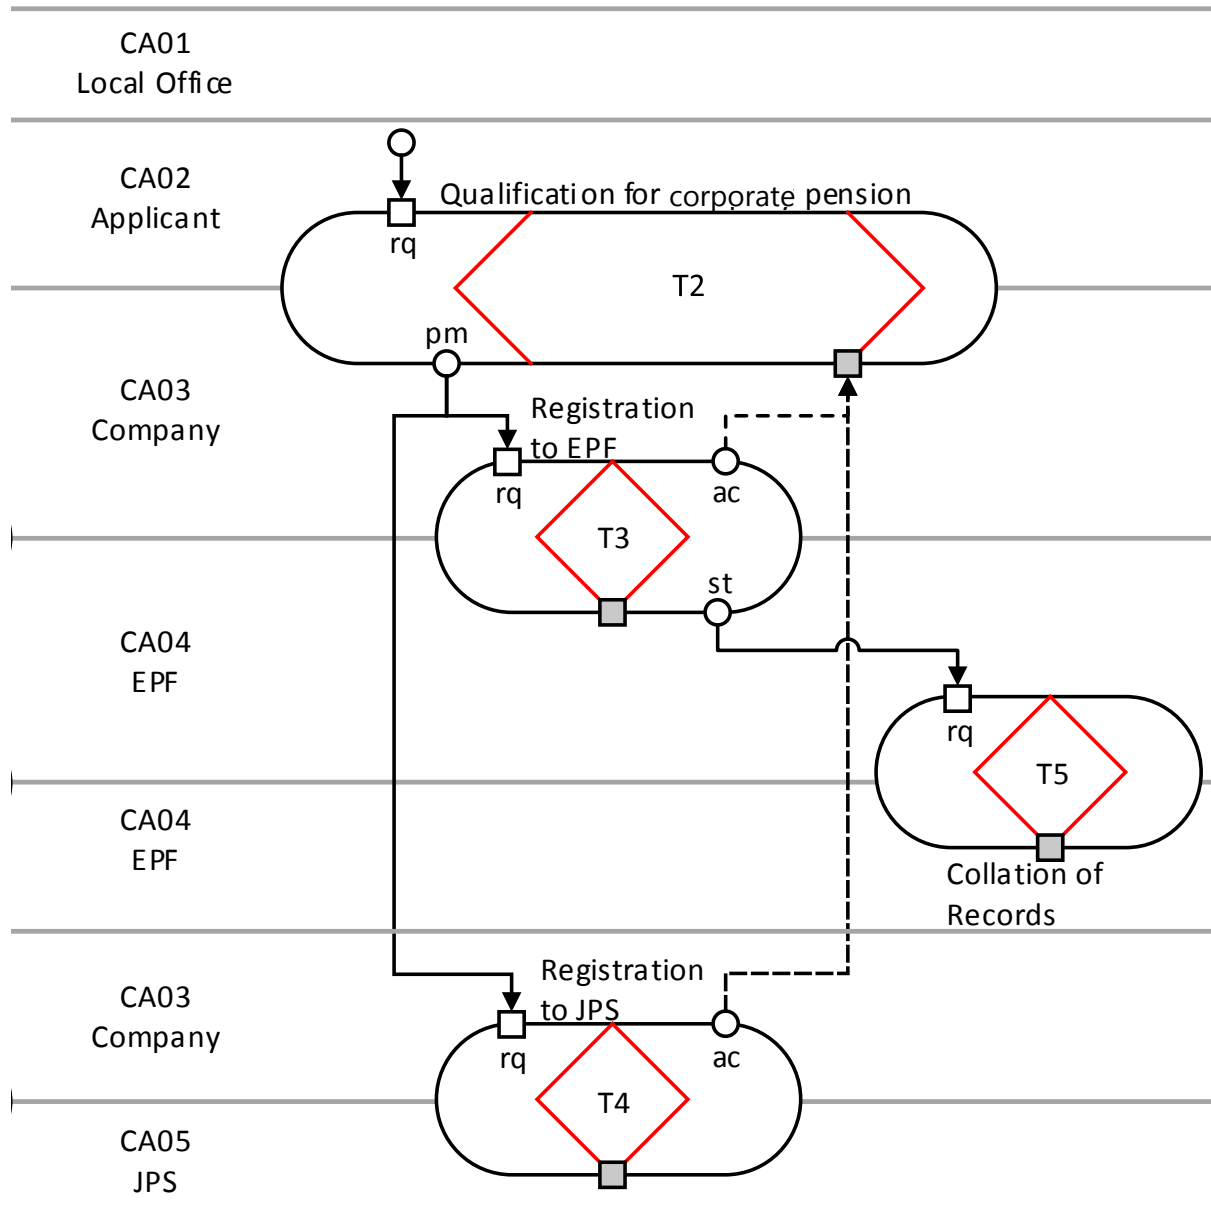 CA01
Local Office
CA02
Applicant
Qualification for corporate pension
rq
T2
pm
CA03
Company
Registration
to EPF
rq
ac
T3
st
CA04
EPF
rq
T5
CA04
EPF
Collation of
Records
CA03
Company
Registration
to JPS
rq
ac
T4
CA05
JPS